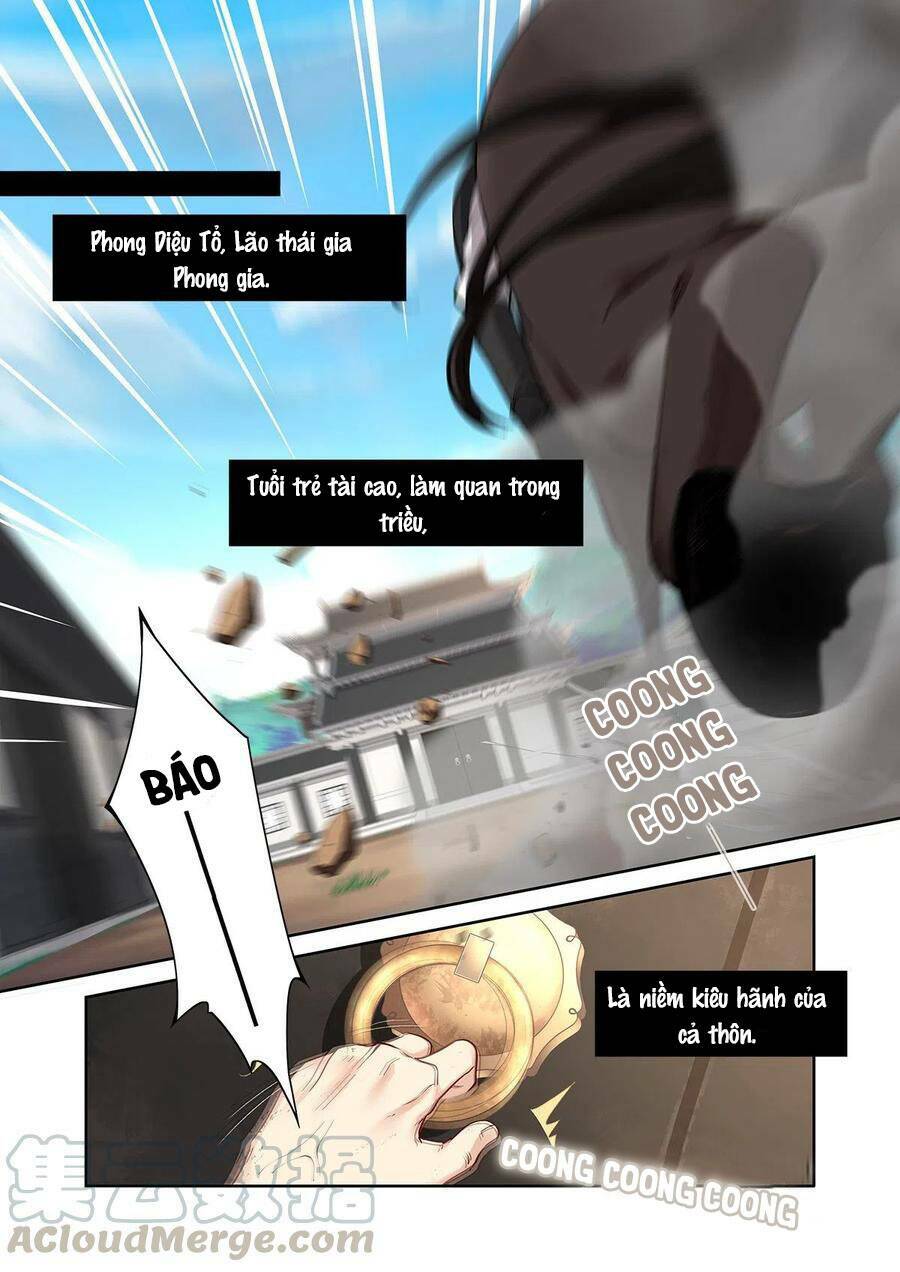 Phong Diệu Tổ, Lão thái gia
Phong gia.
Tuổi trẻ tài cao, làm quan trong
triều,
COONG
COONG
COONG
BÁO
Là niềm kiêu hãnh của
cả thôn.
COONG COONG COONG
集云数据
ACloudMerge.com